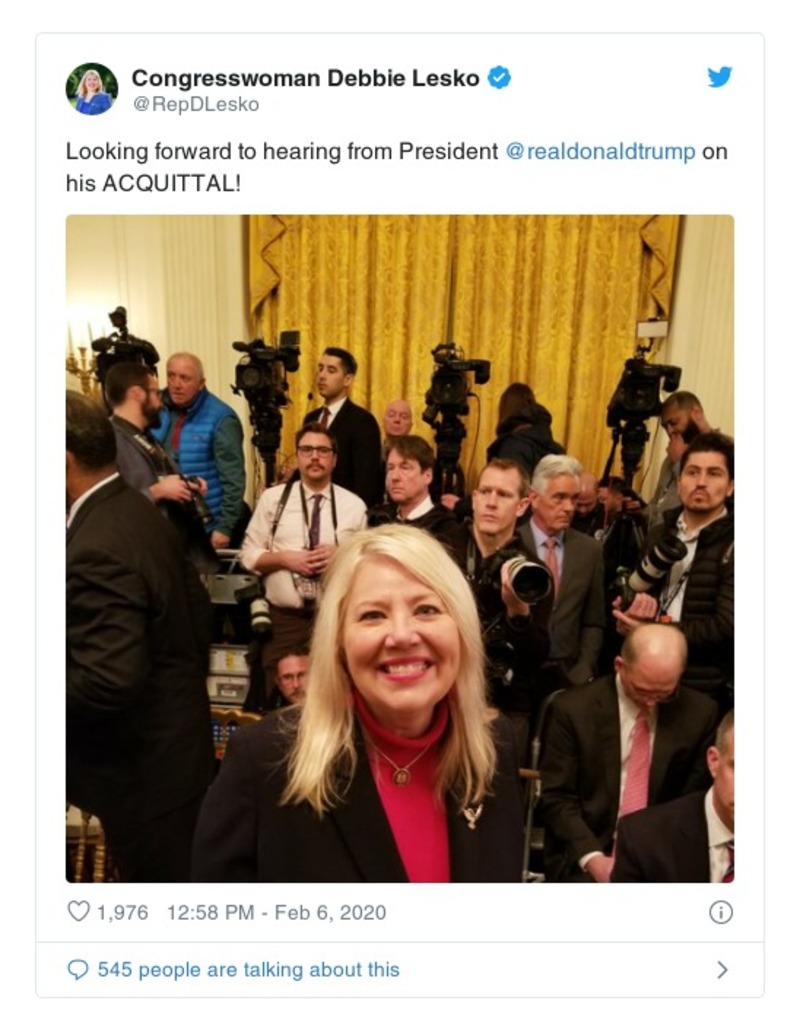 Congresswoman Debbie Lesko
@RepDLesko
Looking forward to hearing from President @realdonaldtrump on
his ACQUITTAL!
1,976 12:58 PM - Feb 6, 2020
545 people are talking about this